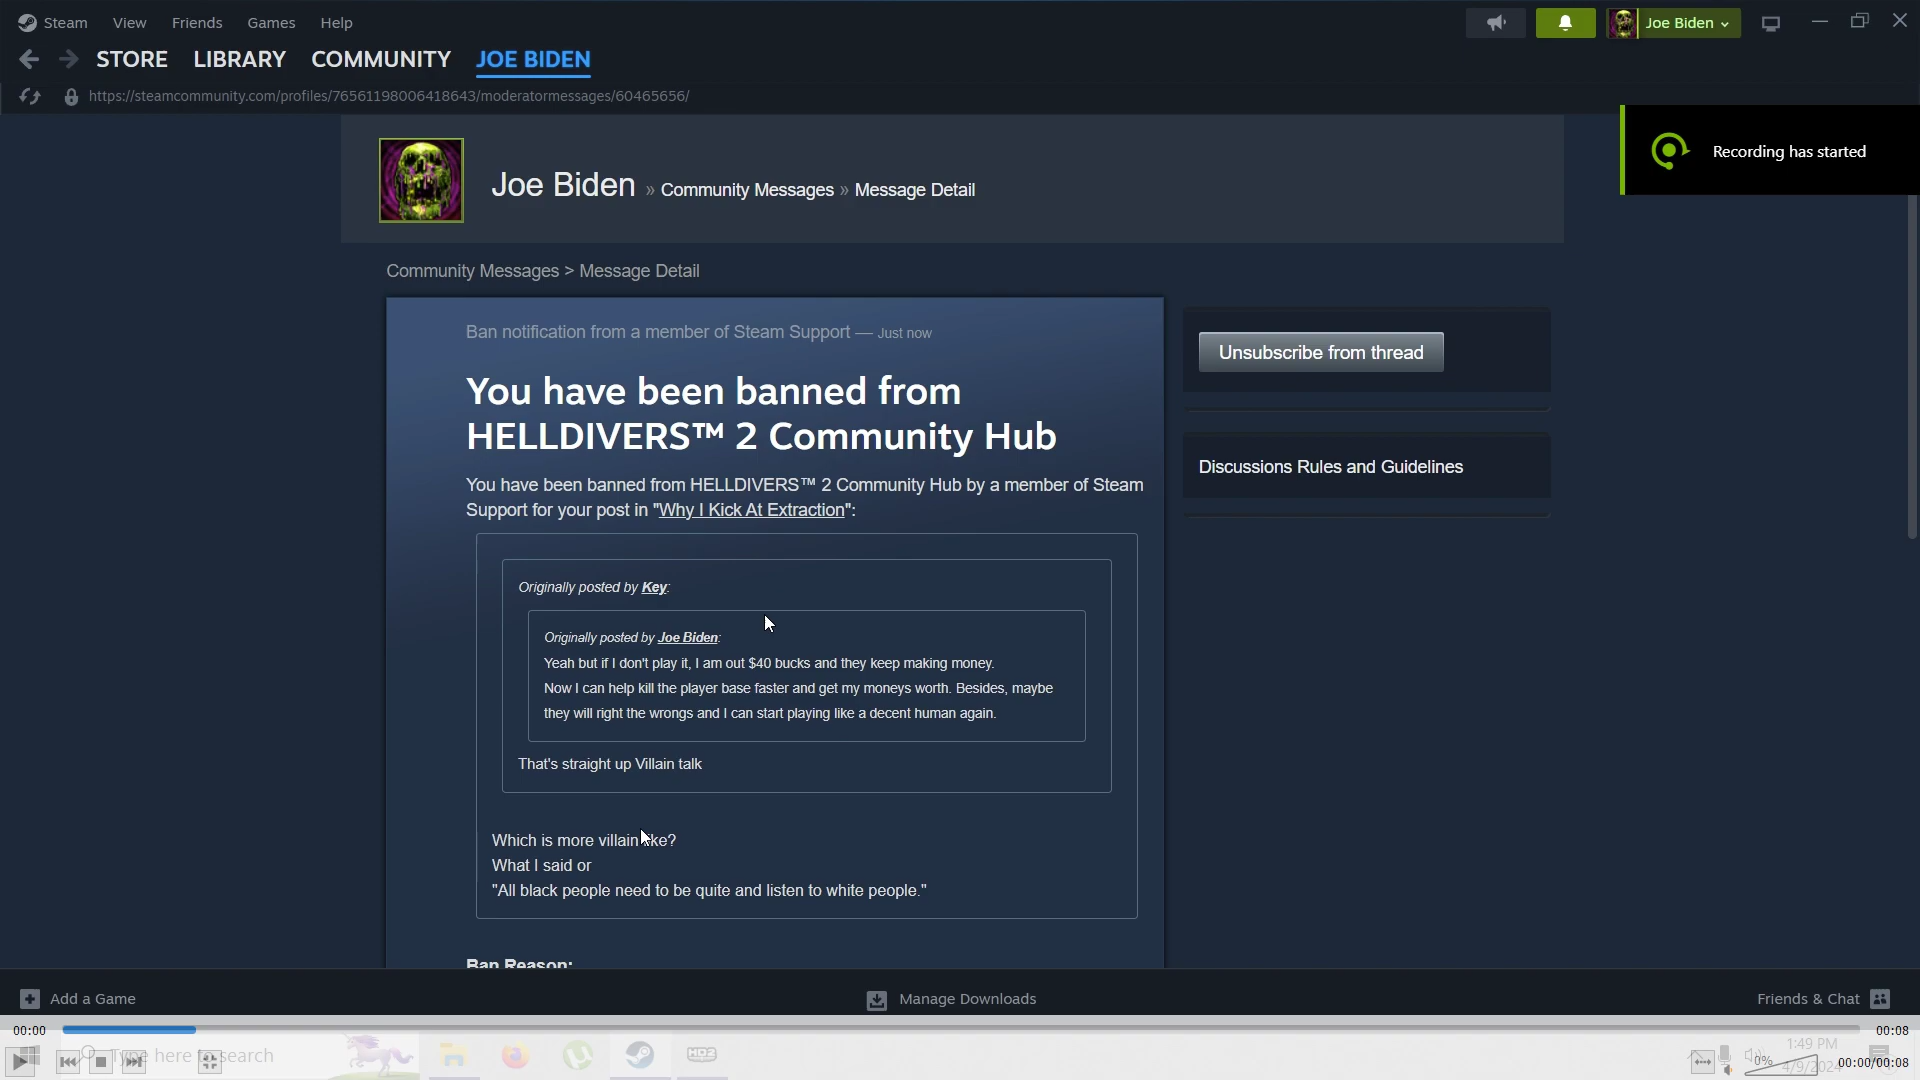 Steam View Friends Games Help
Joe Biden
STORE LIBRARY COMMUNITY JOE BIDEN
https://steamcommunity.com/profiles/76561198006418643/moderatormessages/60465656/
Recording has started
Joe Biden » Community Messages » Message Detail
Community Messages > Message Detail
Ban notification from a member of Steam Support — Just now
Unsubscribe from thread
You have been banned from
HELLDIVERS™ 2 Community Hub
Discussions Rules and Guidelines
You have been banned from HELLDIVERS™ 2 Community Hub by a member of Steam
Support for your post in "Why I Kick At Extraction":
Originally posted by Key:
Originally posted by Joe Biden:
Yeah but if I don't play it, I am out $40 bucks and they keep making money.
Now I can help kill the player base faster and get my moneys worth. Besides, maybe
they will right the wrongs and I can start playing like a decent human again.
That's straight up Villain talk
Which is more villain
What I said or
"All black people need to be quite and listen to white people."
Ban Reason:
Add a Game
Manage Downloads
Friends & Chat
00:00
00:08
Type here to search
HD2
1:49 PM
0%
00:00/00:08